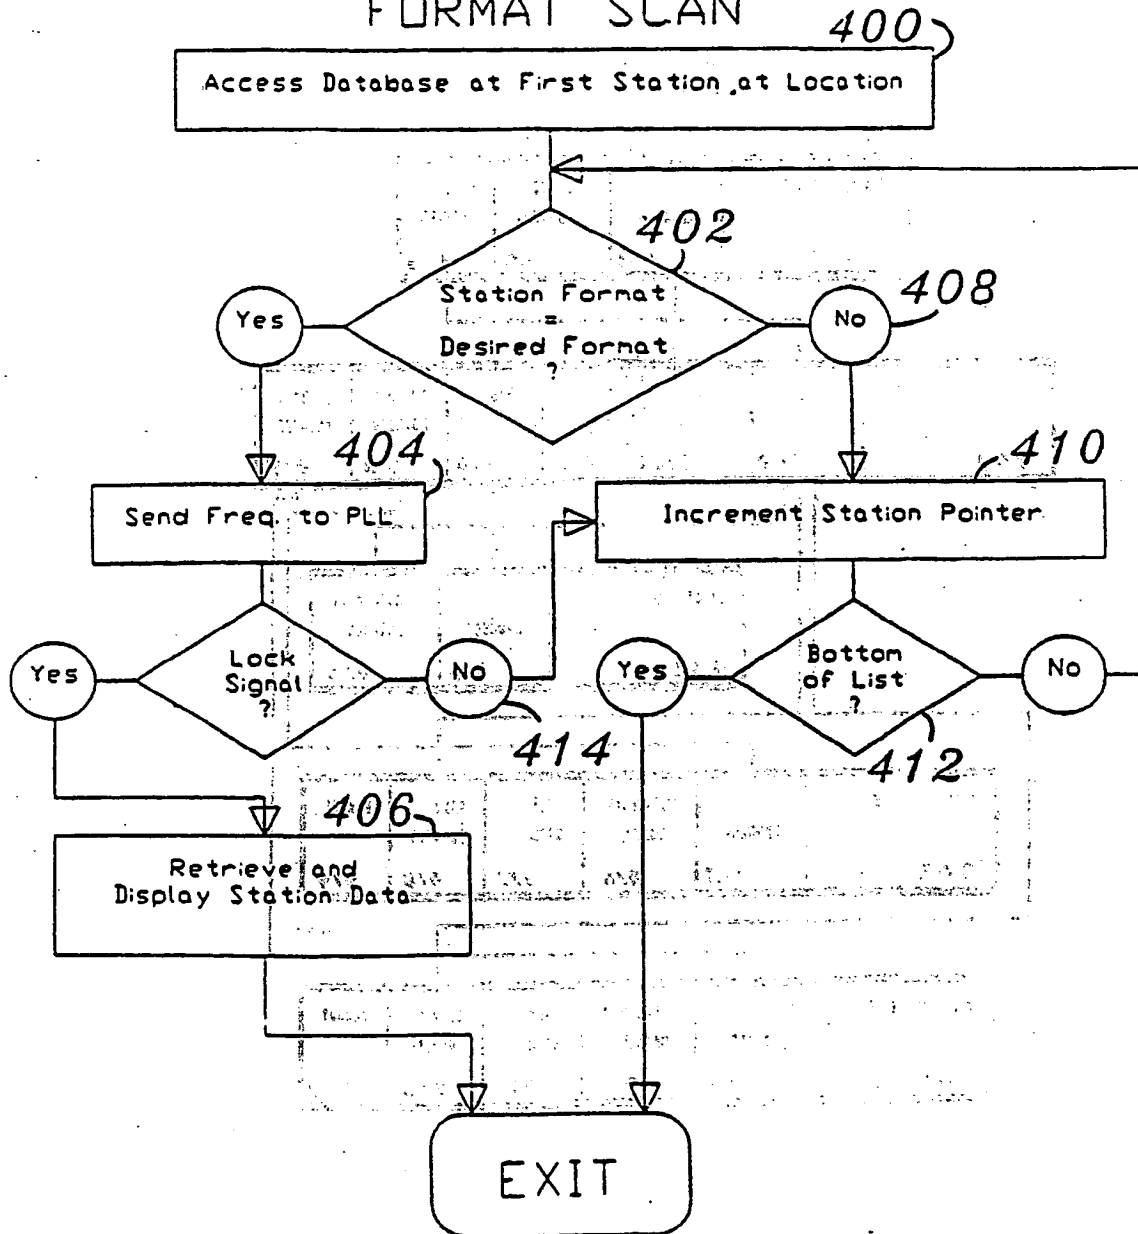 FORMAT SCAN
400
Access Database at First Station at Location
402
Station Format
=
Desired Format
?
Yes
No
408
404
410
Send Freq. to PLL
Increment Station Pointer
Lock
Signal
?
Yes
No
414
Bottom
of List
?
Yes
No
412
406
Retrieve and
Display Station Data
EXIT